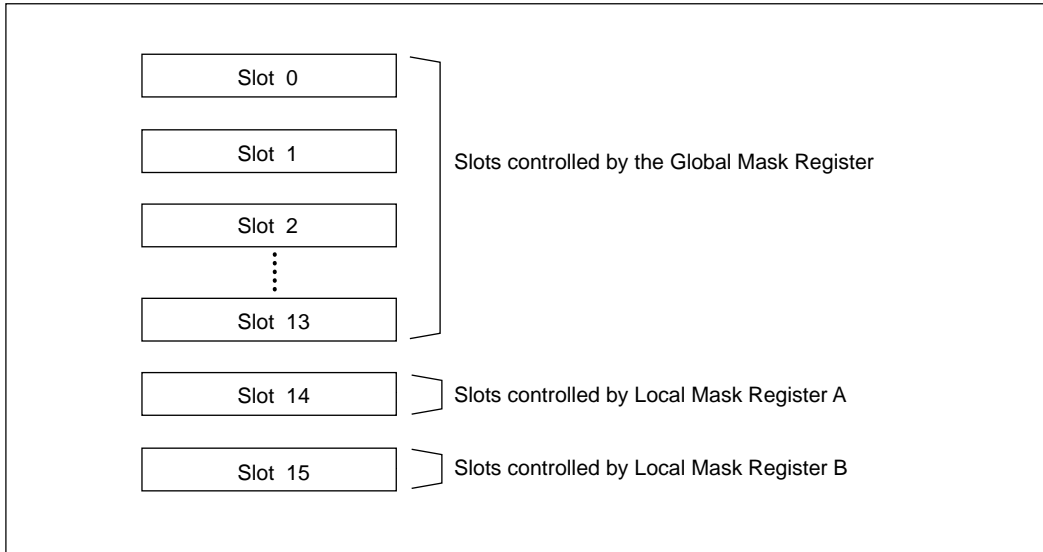 Slot 0
Slot 1
Slots controlled by the Global Mask Register
Slot 2
Slot 13
Slot 14
Slots controlled by Local Mask Register A
Slot 15
Slots controlled by Local Mask Register B